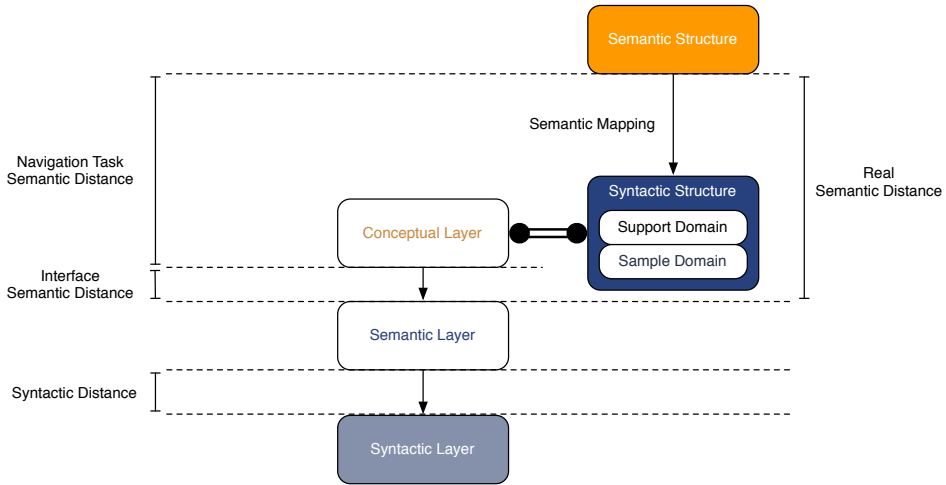 Semantic Structure
Semantic Mapping
Navigation Task
Semantic Distance
Real
Semantic Distance
Syntactic Structure
Support Domain
Sample Domain
Conceptual Layer
Interface
Semantic Distance
Semantic Layer
Syntactic Distance
Syntactic Layer